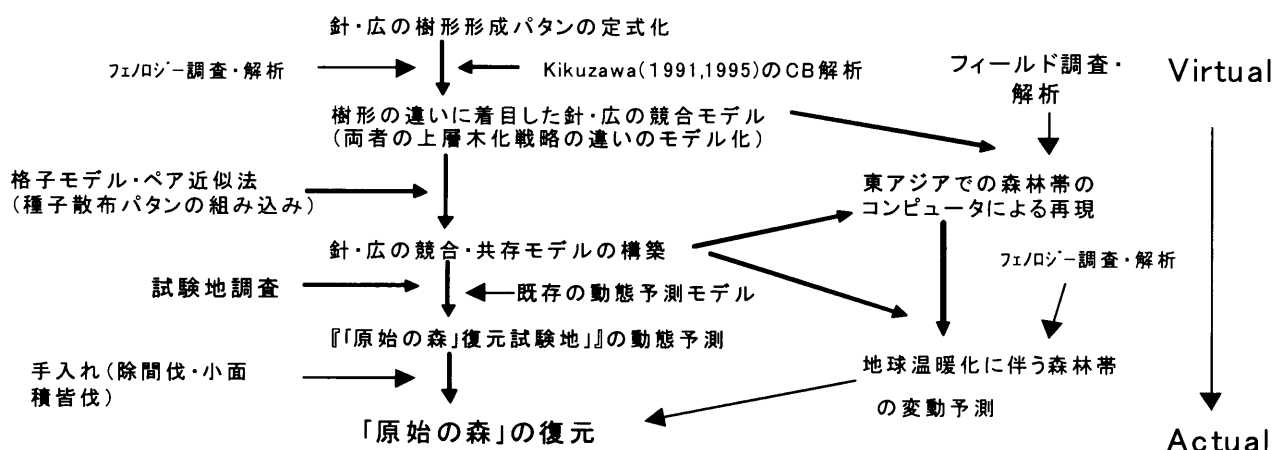 針・広の樹形形成パタンの定式化
フェノロジー調査・解析
Kikuzawa(1991,1995)のCB解析
フィールド調査・
解析
Virtual
樹形の違いに着目した針・広の競合モデル
(両者の上層木化戦略の違いのモデル化)
格子モデル・ペア近似法
(種子散布パタンの組み込み)
東アジアでの森林帯の
コンピュータによる再現
針・広の競合・共存モデルの構築
フェノロジー調査・解析
試験地調査
既存の動態予測モデル
『「原始の森」復元試験地』の動態予測
手入れ(除間伐・小面
積皆伐)
地球温暖化に伴う森林帯
の変動予測
「原始の森」の復元
Actual